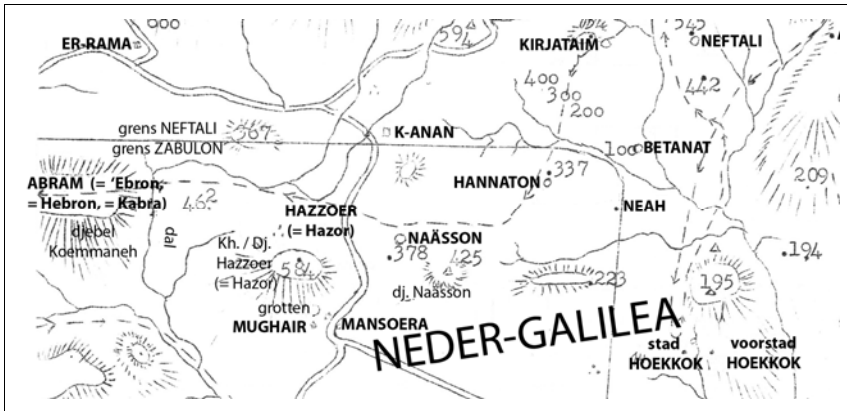 600
ER-RAMA
594
KIRJATAIM
545
NEFTALI
400
300
200
442
grens NEFTALI
367
grens ZABULON
K-ANAN
100
BETANAT
337
HANNATON
209
ABRAM (= 'Ebron,
= Hebron, = Kabra)
462
NEAH
djebel
Koemmaneh
dal
HAZZOER
(= Hazor)
Kh. / Dj.
Hazzoer
(= Hazor)
584
NAÄSSON
378
425
dj. Naässon
223
194
195
grotten
MUGHAIR
MANSOERA
NEDER-GALILEA
stad
HOEKKOK
voorstad
HOEKKOK